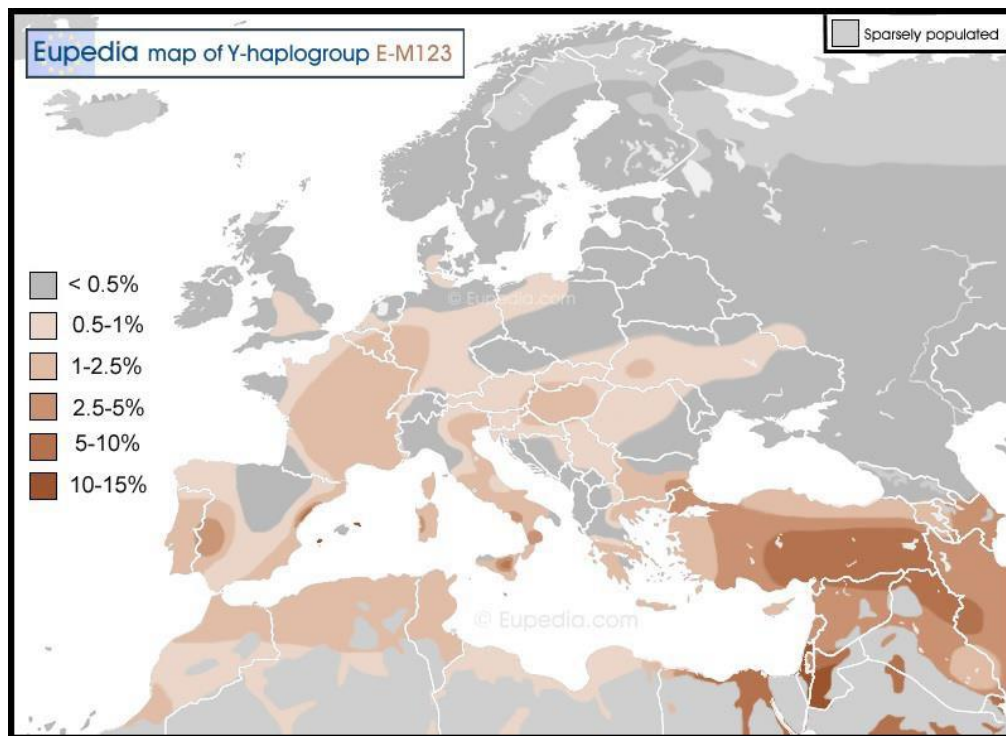 Eupedia map of Y-haplogroup E-M123
Sparsely populated
< 0.5%
0.5-1%
1-2.5%
2.5-5%
5-10%
10-15%
© Eupedia.com
© Eupedia.com